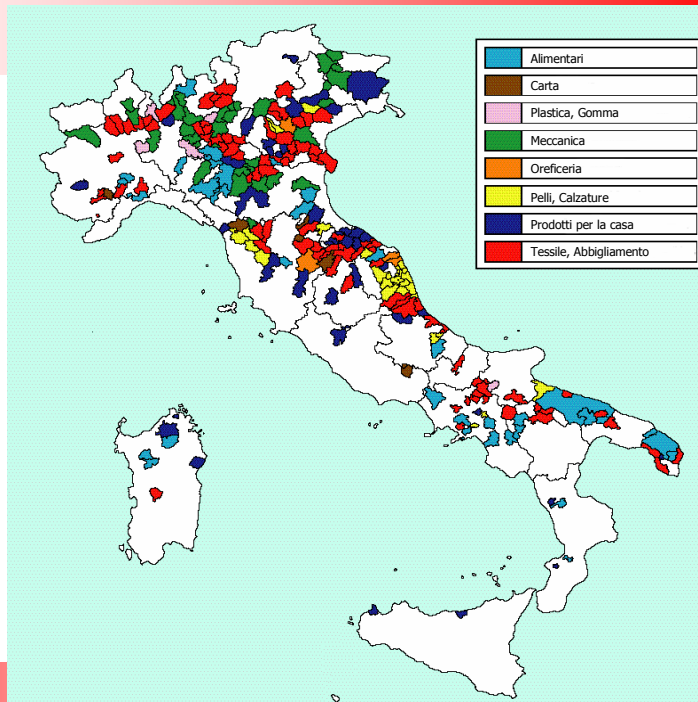 Alimentari
Carta
Plastica, Gomma
Meccanica
Oreficeria
Pelli, Calzature
Prodotti per la casa
Tessile, Abbigliamento